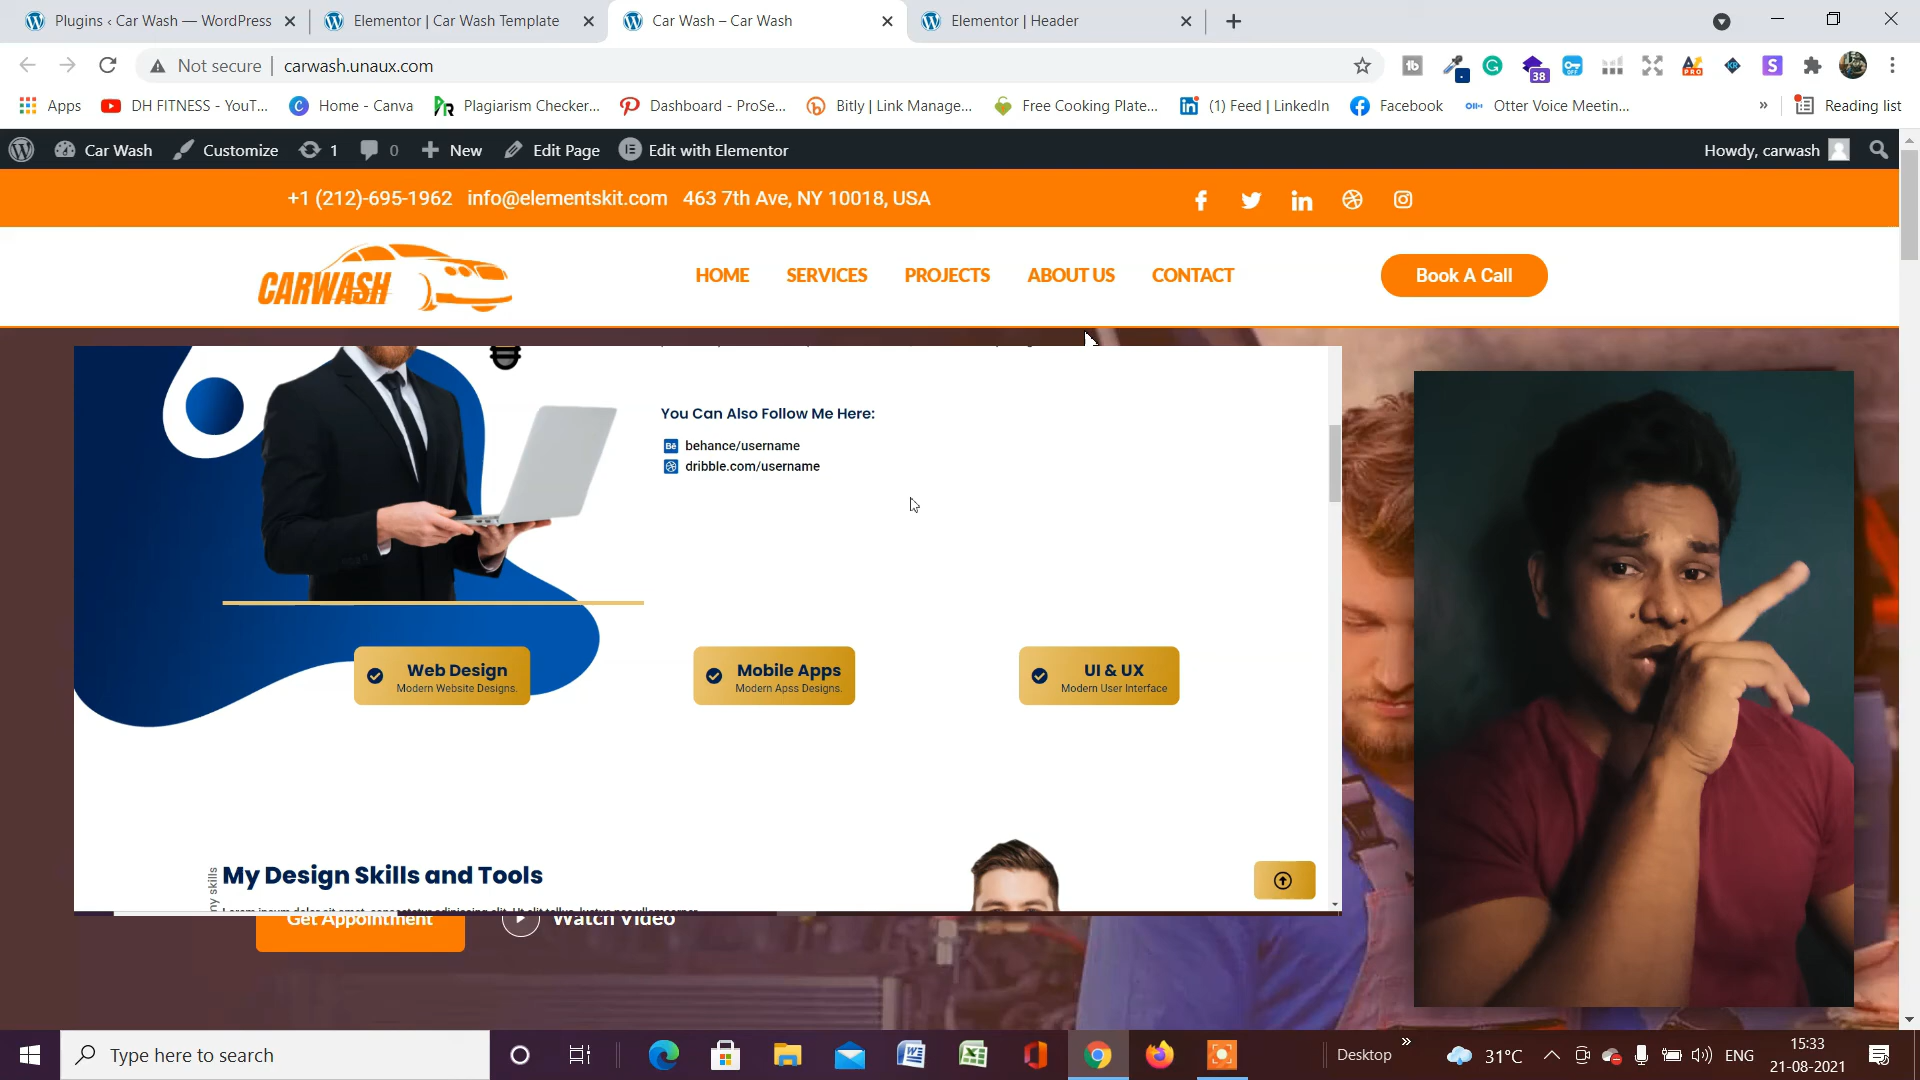 Plugins ‹ Car Wash — WordPress
Elementor | Car Wash Template
Car Wash – Car Wash
Elementor | Header
Not secure
carwash.unaux.com
38
Apps
DH FITNESS - YouT...
Home - Canva
Plagiarism Checker...
Dashboard - ProSe...
Bitly | Link Manage...
Free Cooking Plate...
(1) Feed | LinkedIn
Facebook
Otter Voice Meetin...
»
Reading list
Car Wash
Customize
1
0
New
Edit Page
Edit with Elementor
Howdy, carwash
+1 (212)-695-1962
info@elementskit.com
463 7th Ave, NY 10018, USA
CARWASH
HOME
SERVICES
PROJECTS
ABOUT US
CONTACT
Book A Call
You Can Also Follow Me Here:
behance/username
dribble.com/username
Web Design
Modern Website Designs.
Mobile Apps
Modern Apss Designs.
UI & UX
Modern User Interface
my skills
My Design Skills and Tools
Get Appointment
Watch Video
Type here to search
Desktop
»
31°C
ENG
15:33
21-08-2021